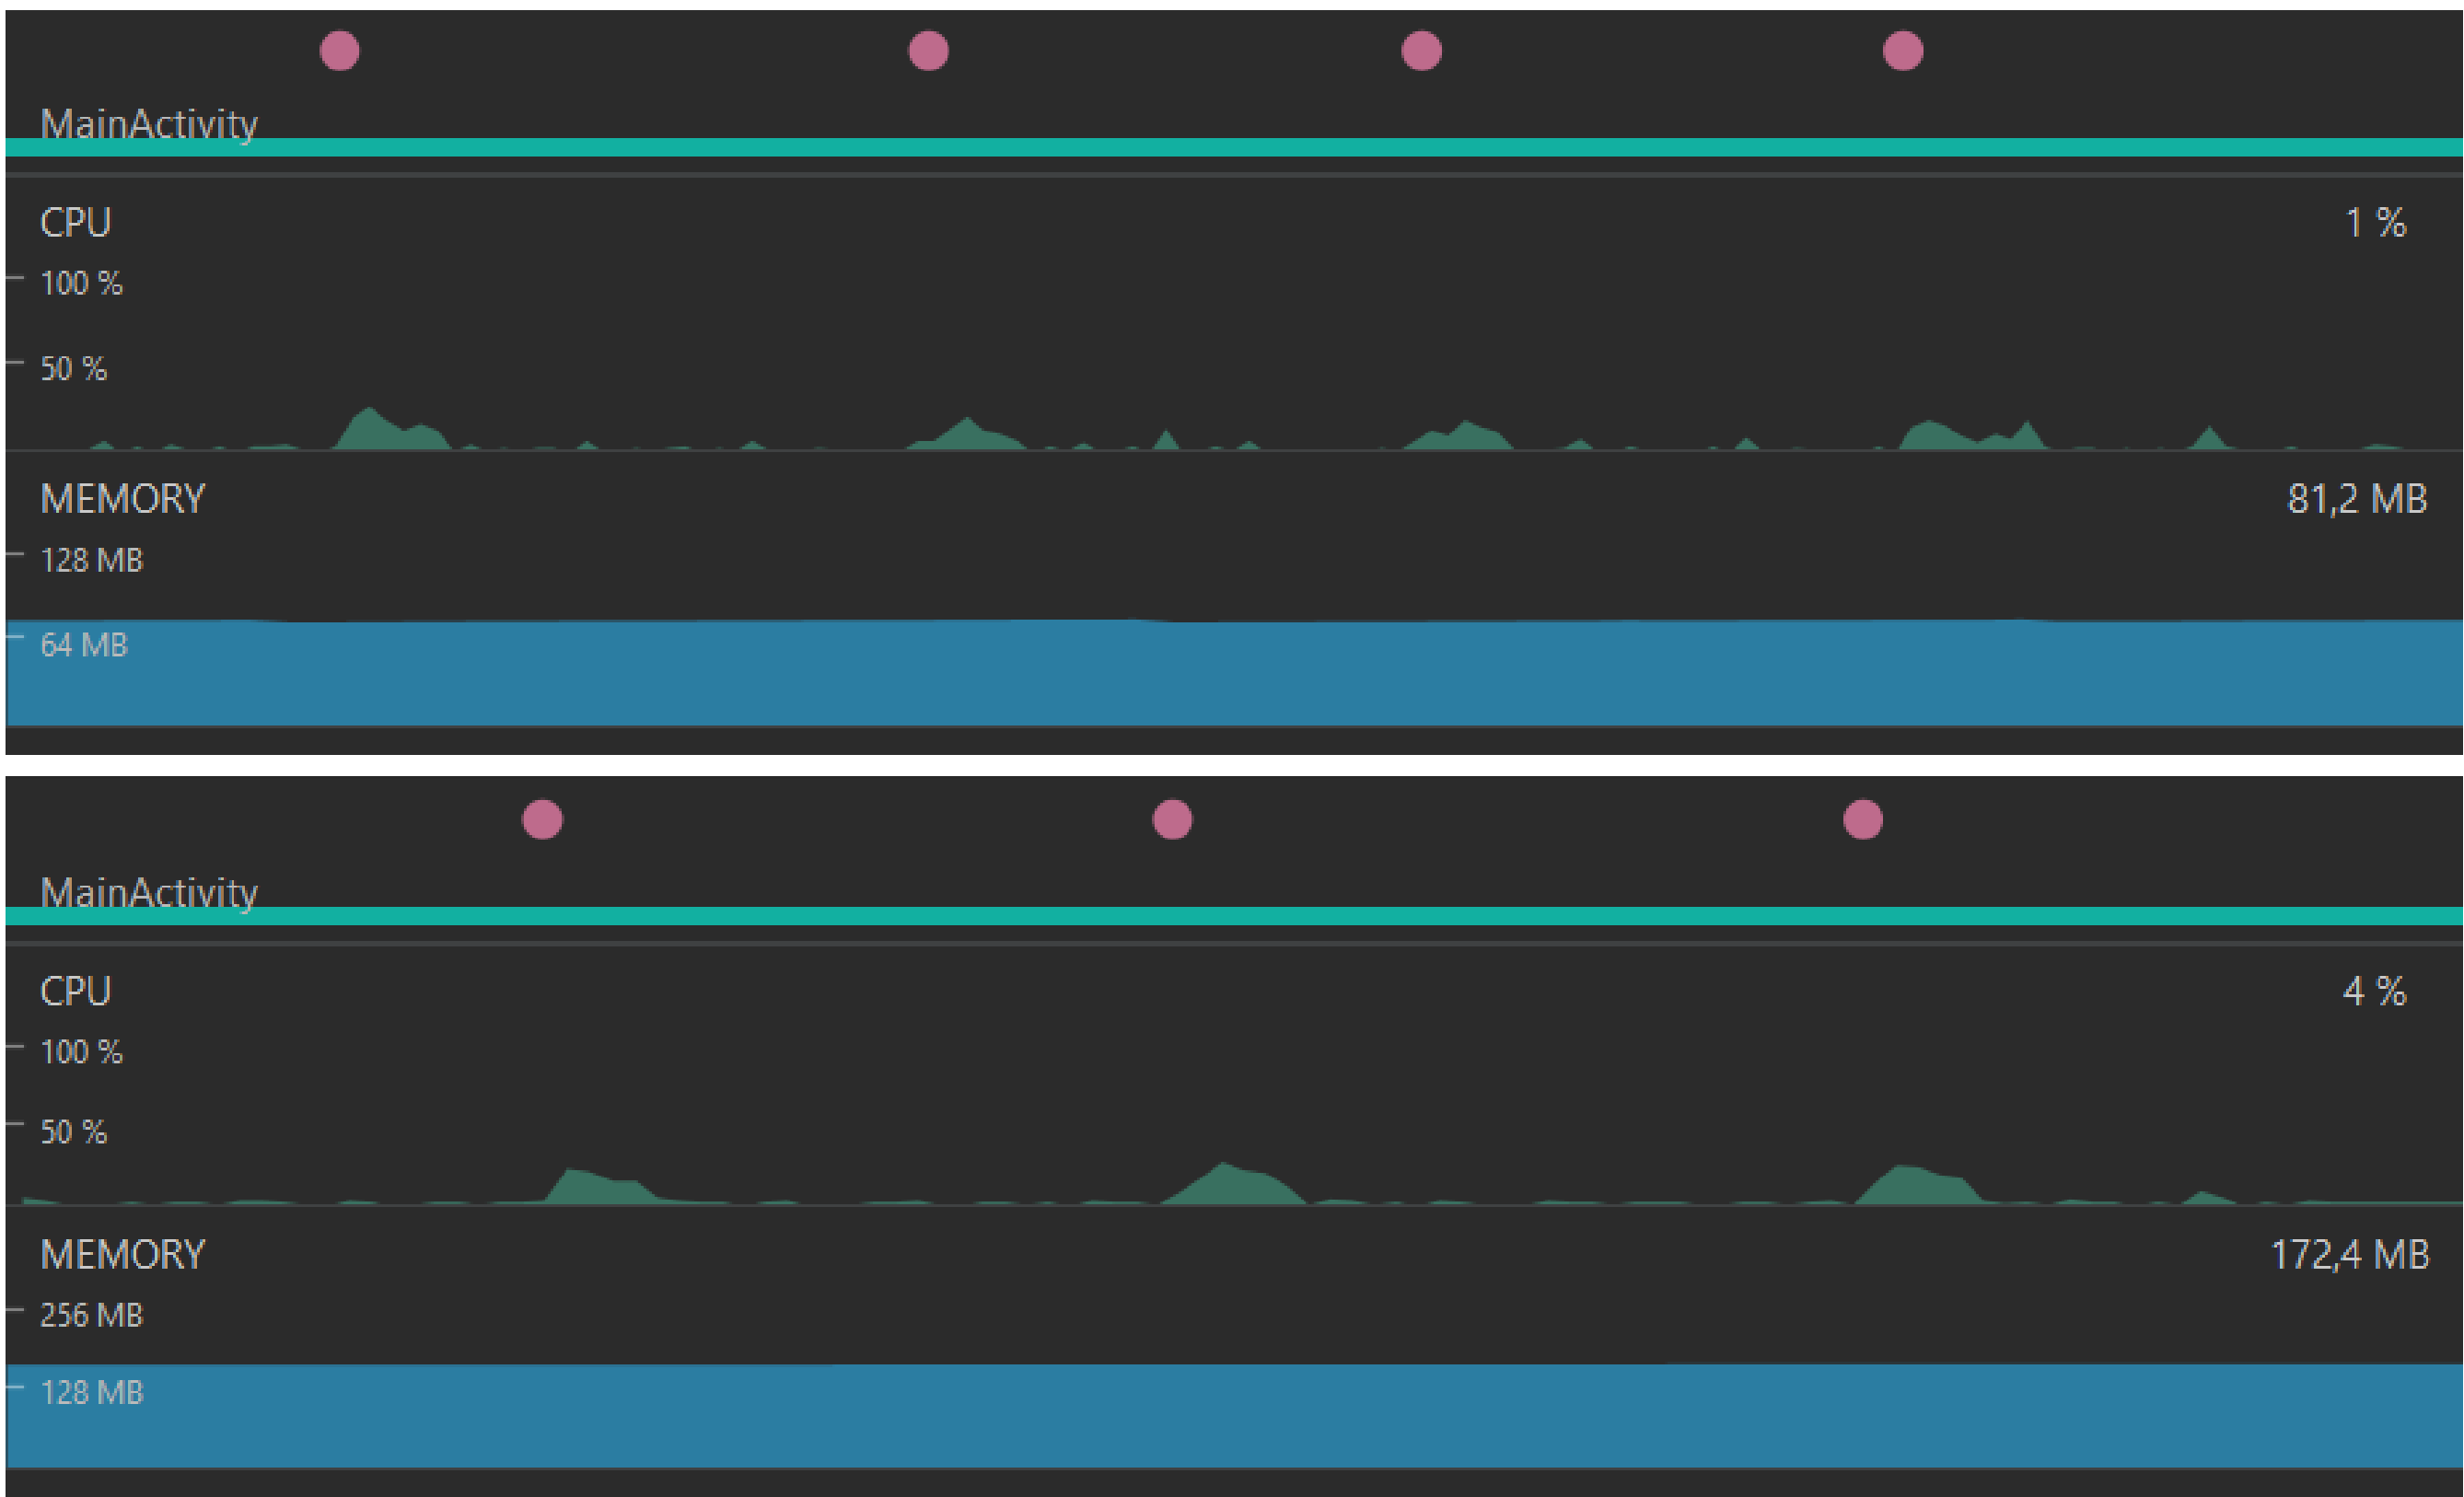 MainActivity
CPU
1 %
100 %
50 %
MEMORY
81,2 MB
128 MB
64 MB
MainActivity
CPU
4 %
100 %
50 %
MEMORY
172,4 MB
256 MB
128 MB